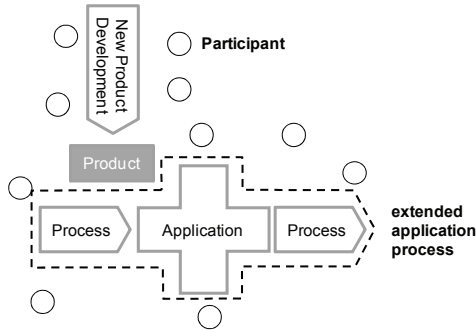 New Product
Development
Participant
Product
Process
Application
Process
extended
application
process